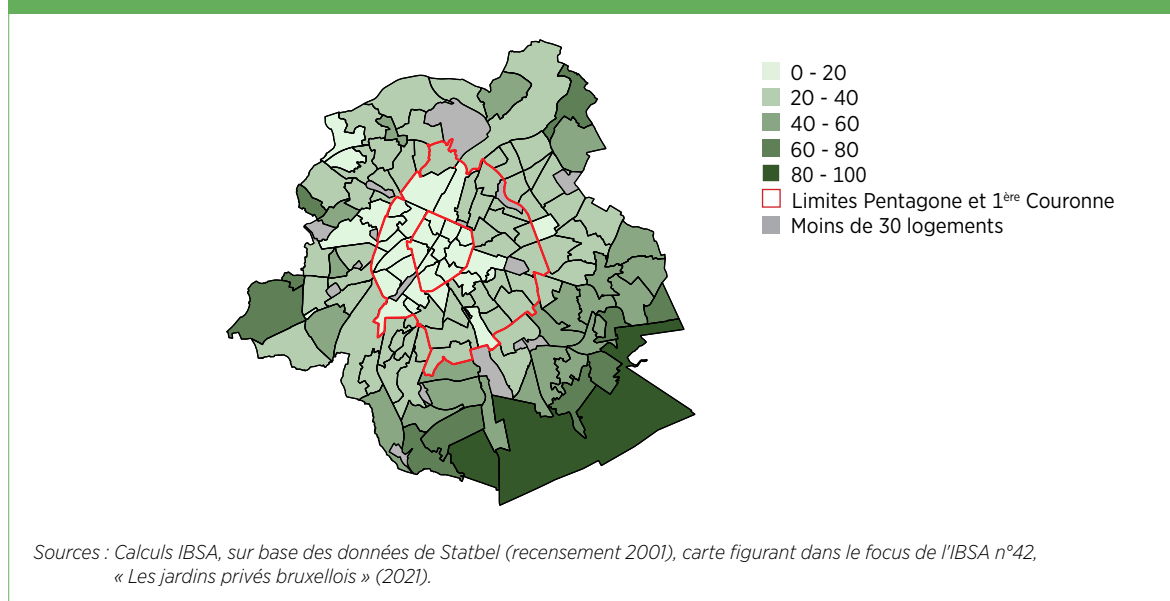 0 - 20
20 - 40
40 - 60
60 - 80
80 - 100
Limites Pentagone et 1ère Couronne
Moins de 30 logements
Sources : Calculs IBSA, sur base des données de Statbel (recensement 2001), carte figurant dans le focus de l'IBSA n°42,
« Les jardins privés bruxellois » (2021).